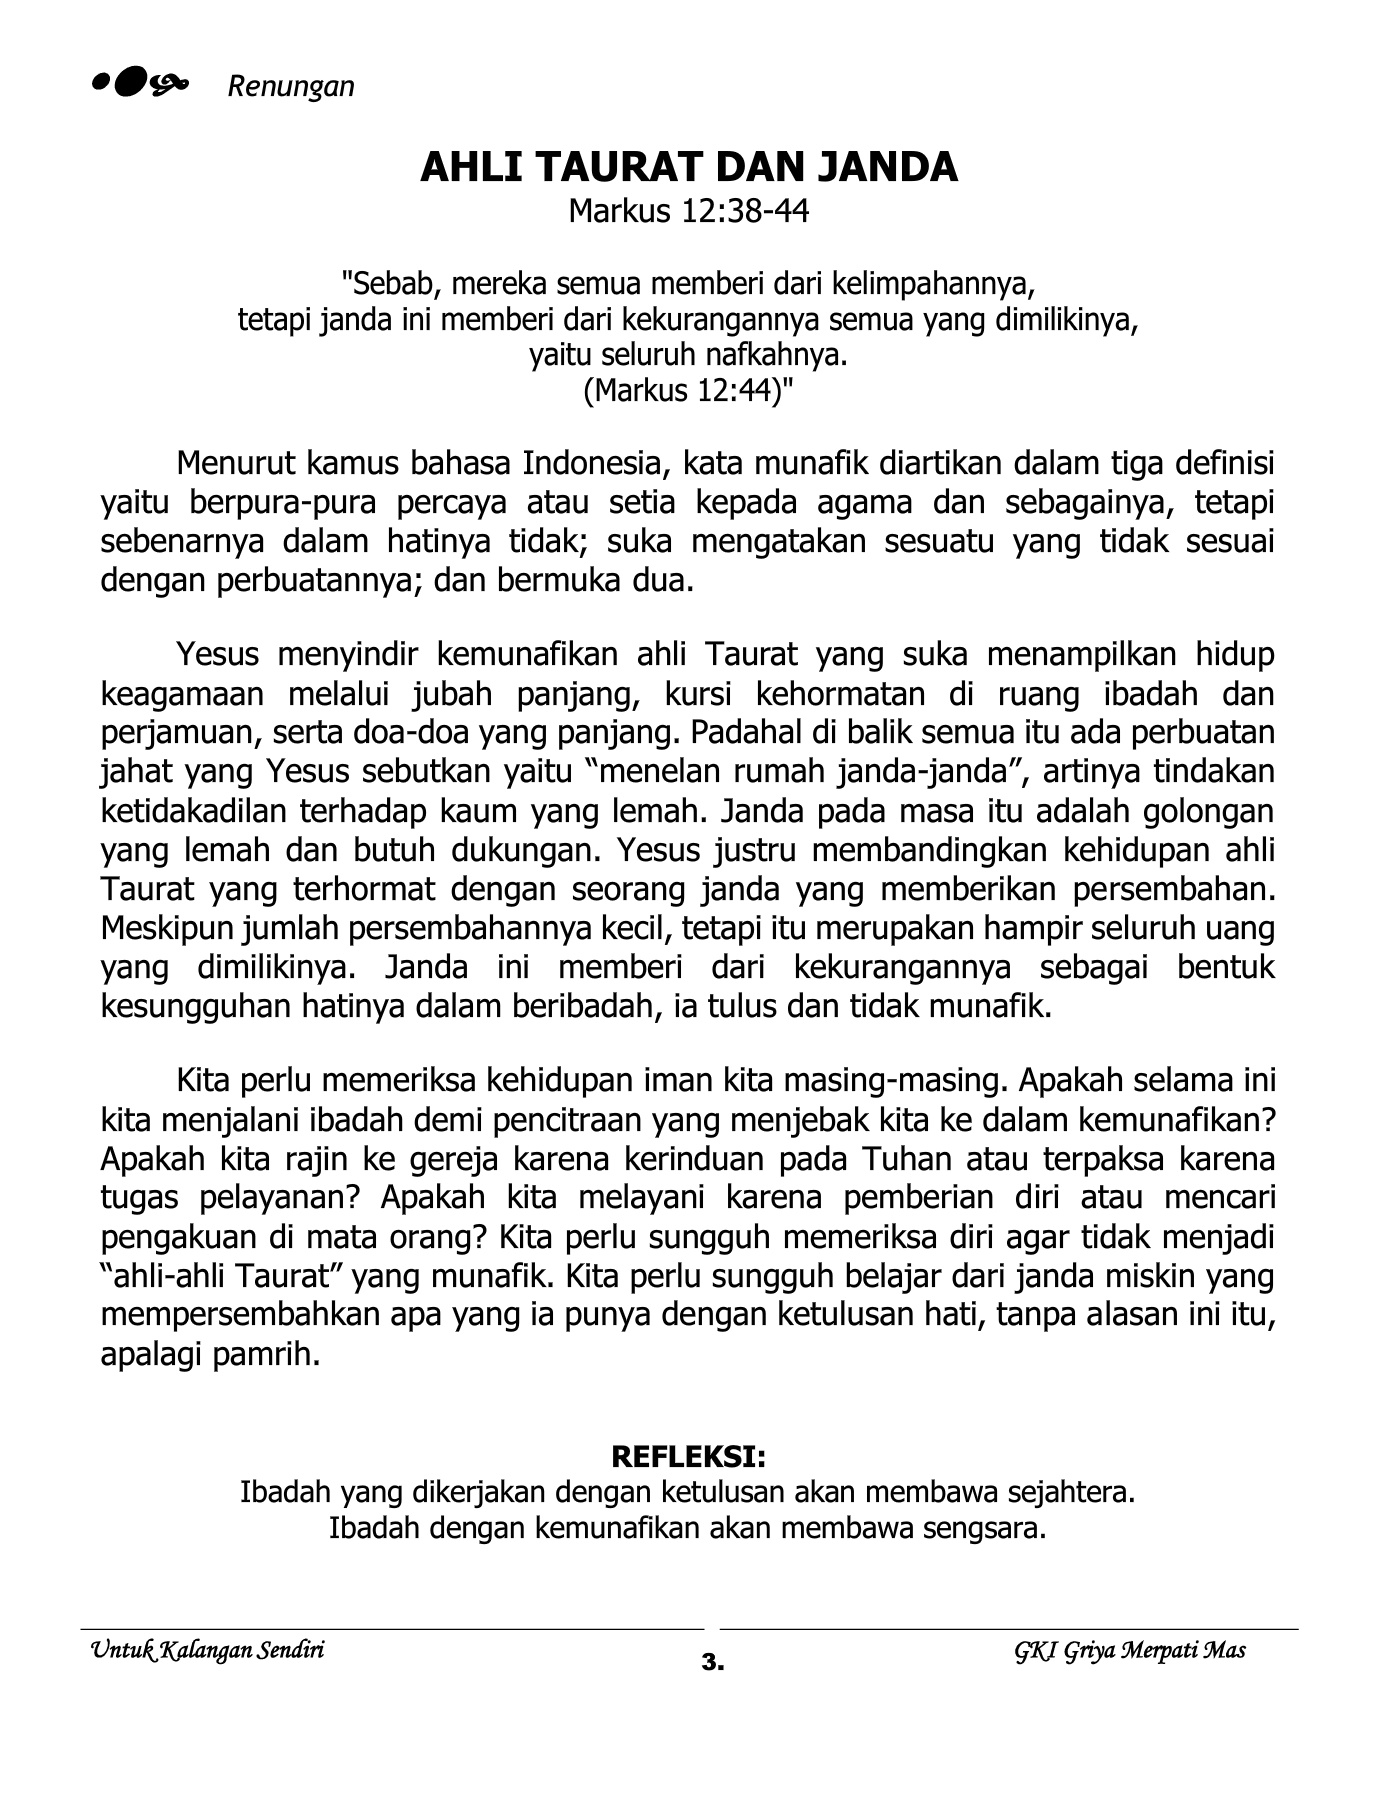 Renungan
AHLI TAURAT DAN JANDA
Markus 12:38-44
"Sebab, mereka semua memberi dari kelimpahannya,
tetapi janda ini memberi dari kekurangannya semua yang dimilikinya,
yaitu seluruh nafkahnya.
(Markus 12:44)"
Menurut kamus bahasa Indonesia, kata munafik diartikan dalam tiga definisi
yaitu berpura-pura percaya atau setia kepada agama dan sebagainya, tetapi
sebenarnya dalam hatinya tidak; suka mengatakan sesuatu yang tidak sesuai
dengan perbuatannya; dan bermuka dua.
Yesus menyindir kemunafikan ahli Taurat yang suka menampilkan hidup
keagamaan melalui jubah panjang, kursi kehormatan di ruang ibadah dan
perjamuan, serta doa-doa yang panjang. Padahal di balik semua itu ada perbuatan
jahat yang Yesus sebutkan yaitu “menelan rumah janda-janda”, artinya tindakan
ketidakadilan terhadap kaum yang lemah. Janda pada masa itu adalah golongan
yang lemah dan butuh dukungan. Yesus justru membandingkan kehidupan ahli
Taurat yang terhormat dengan seorang janda yang memberikan persembahan.
Meskipun jumlah persembahannya kecil, tetapi itu merupakan hampir seluruh uang
yang dimilikinya. Janda ini memberi dari kekurangannya sebagai bentuk
kesungguhan hatinya dalam beribadah, ia tulus dan tidak munafik.
Kita perlu memeriksa kehidupan iman kita masing-masing. Apakah selama ini
kita menjalani ibadah demi pencitraan yang menjebak kita ke dalam kemunafikan?
Apakah kita rajin ke gereja karena kerinduan pada Tuhan atau terpaksa karena
tugas pelayanan? Apakah kita melayani karena pemberian diri atau mencari
pengakuan di mata orang? Kita perlu sungguh memeriksa diri agar tidak menjadi
“ahli-ahli Taurat” yang munafik. Kita perlu sungguh belajar dari janda miskin yang
mempersembahkan apa yang ia punya dengan ketulusan hati, tanpa alasan ini itu,
apalagi pamrih.
REFLEKSI:
Ibadah yang dikerjakan dengan ketulusan akan membawa sejahtera.
Ibadah dengan kemunafikan akan membawa sengsara.
Untuk Kalangan Sendiri
3.
GKI Griya Merpati Mas